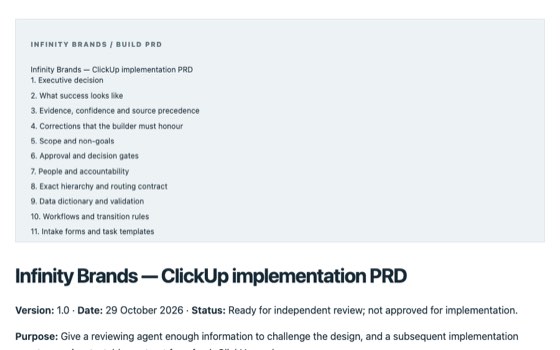 INFINITY BRANDS / BUILD PRD
Infinity Brands — ClickUp implementation PRD
1. Executive decision
2. What success looks like
3. Evidence, confidence and source precedence
4. Corrections that the builder must honour
5. Scope and non-goals
6. Approval and decision gates
7. People and accountability
8. Exact hierarchy and routing contract
9. Data dictionary and validation
10. Workflows and transition rules
11. Intake forms and task templates
Infinity Brands — ClickUp implementation PRD
Version: 1.0 · Date: 29 October 2026 · Status: Ready for independent review; not approved for implementation.
Purpose: Give a reviewing agent enough information to challenge the design, and a subsequent implementation